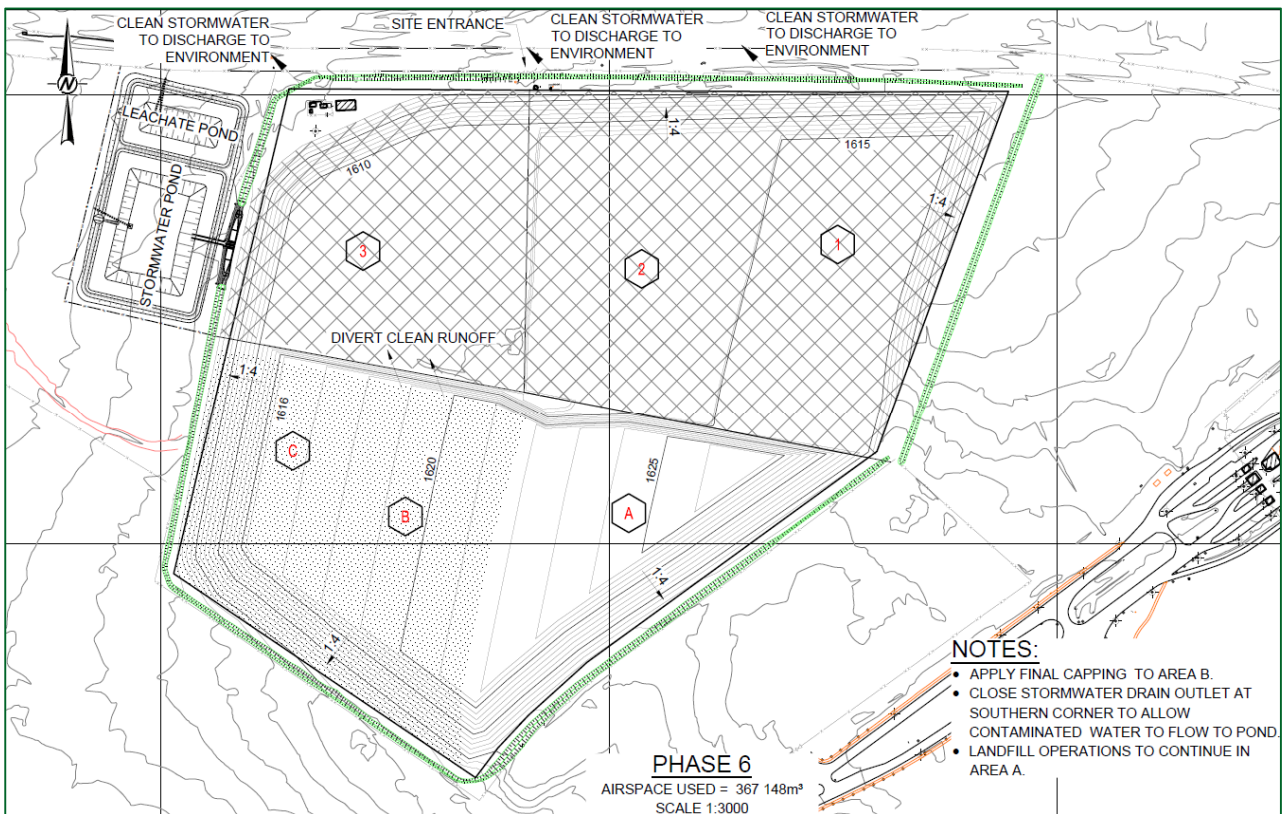 CLEAN STORMWATER
TO DISCHARGE TO
ENVIRONMENT
SITE ENTRANCE
CLEAN STORMWATER
TO DISCHARGE TO
ENVIRONMENT
CLEAN STORMWATER
TO DISCHARGE TO
ENVIRONMENT
N
LEACHATE POND
STORMWATER POND
1:4
1615
1610
1:4
3
2
1
DIVERT CLEAN RUNOFF
1:4
1616
C
1620
B
1625
A
1:4
1:4
NOTES:
• APPLY FINAL CAPPING TO AREA B.
• CLOSE STORMWATER DRAIN OUTLET AT
SOUTHERN CORNER TO ALLOW
CONTAMINATED WATER TO FLOW TO POND.
• LANDFILL OPERATIONS TO CONTINUE IN
AREA A.
PHASE 6
AIRSPACE USED = 367 148m³
SCALE 1:3000